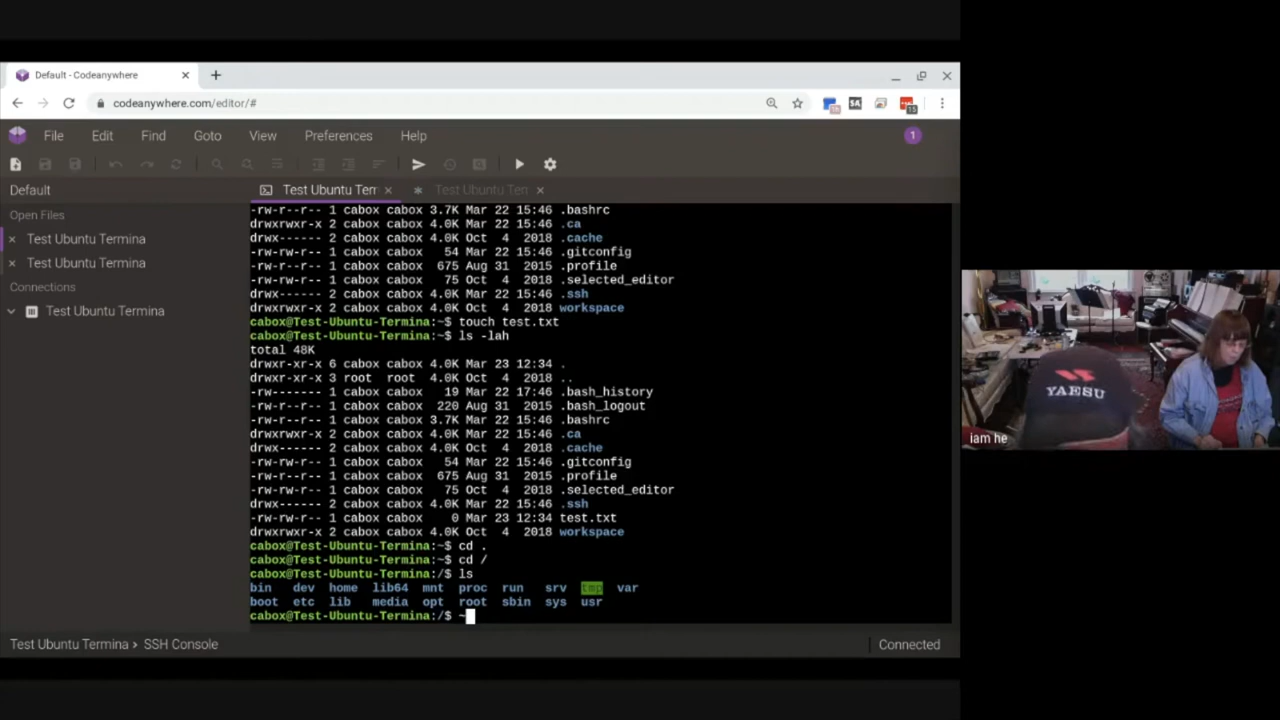 Default - Codeanywhere
codeanywhere.com/editor/#
File Edit Find Goto View Preferences Help 1
Default
Test Ubuntu Terr
Test Ubuntu Terr
Open Files
Test Ubuntu Termina
Test Ubuntu Termina
Connections
Test Ubuntu Termina
-rw-r--r-- 1 cabox cabox 3.7K Mar 22 15:46 .bashrc
drwxrwxr-x 2 cabox cabox 4.0K Mar 22 15:46 .ca
drwx------ 2 cabox cabox 4.0K Oct  4  2018 .cache
-rw-rw-r-- 1 cabox cabox   54 Mar 22 15:46 .gitconfig
-rw-r--r-- 1 cabox cabox  675 Aug 31  2015 .profile
-rw-rw-r-- 1 cabox cabox   75 Oct  4  2018 .selected_editor
drwx------ 2 cabox cabox 4.0K Mar 22 15:46 .ssh
drwxrwxr-x 2 cabox cabox 4.0K Mar 22 15:46 workspace
cabox@Test-Ubuntu-Termina:~$ touch test.txt
cabox@Test-Ubuntu-Termina:~$ ls -lah
total 48K
drwxr-xr-x 6 cabox cabox 4.0K Mar 23 12:34 .
drwxr-xr-x 3 root  root  4.0K Oct  4  2018 ..
-rw------- 1 cabox cabox   19 Mar 22 17:46 .bash_history
-rw-r--r-- 1 cabox cabox  220 Aug 31  2015 .bash_logout
-rw-r--r-- 1 cabox cabox 3.7K Mar 22 15:46 .bashrc
drwxrwxr-x 2 cabox cabox 4.0K Mar 22 15:46 .ca
drwx------ 2 cabox cabox 4.0K Oct  4  2018 .cache
-rw-rw-r-- 1 cabox cabox   54 Mar 22 15:46 .gitconfig
-rw-r--r-- 1 cabox cabox  675 Aug 31  2015 .profile
-rw-rw-r-- 1 cabox cabox   75 Oct  4  2018 .selected_editor
drwx------ 2 cabox cabox 4.0K Mar 22 15:46 .ssh
-rw-rw-r-- 1 cabox cabox    0 Mar 23 12:34 test.txt
drwxrwxr-x 2 cabox cabox 4.0K Mar 22 15:46 workspace
cabox@Test-Ubuntu-Termina:~$ cd .
cabox@Test-Ubuntu-Termina:~$ cd /
cabox@Test-Ubuntu-Termina:/$ ls
bin dev home lib64 mnt proc run srv tmp var
boot etc lib media opt root sbin sys usr
cabox@Test-Ubuntu-Termina:/$ ~
Test Ubuntu Termina › SSH Console
Connected
YAESU
iam he